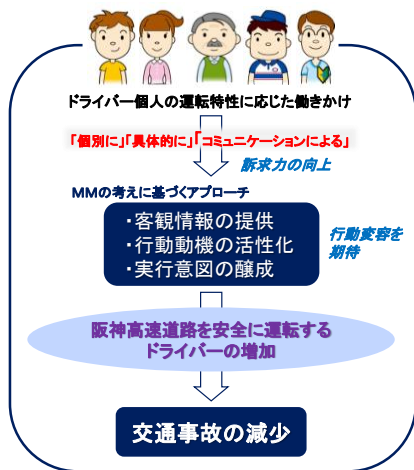 ドライバー個人の運転特性に応じた働きかけ
「個別に」「具体的に」「コミュニケーションによる」
訴求力の向上
MMの考えに基づくアプローチ
・客観情報の提供
・行動動機の活性化
・実行意図の醸成
行動変容を
期待
阪神高速道路を安全に運転する
ドライバーの増加
交通事故の減少